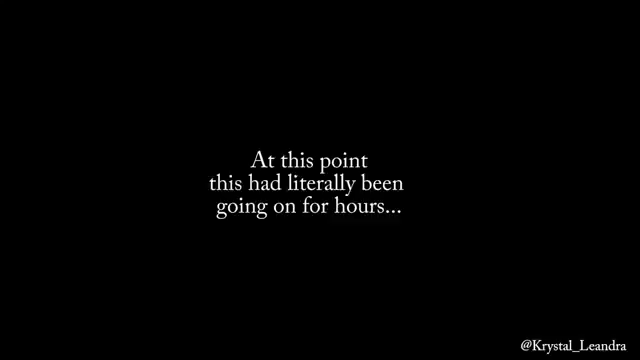 At this point
this had literally been
going on for hours...
@Krystal_Leandra